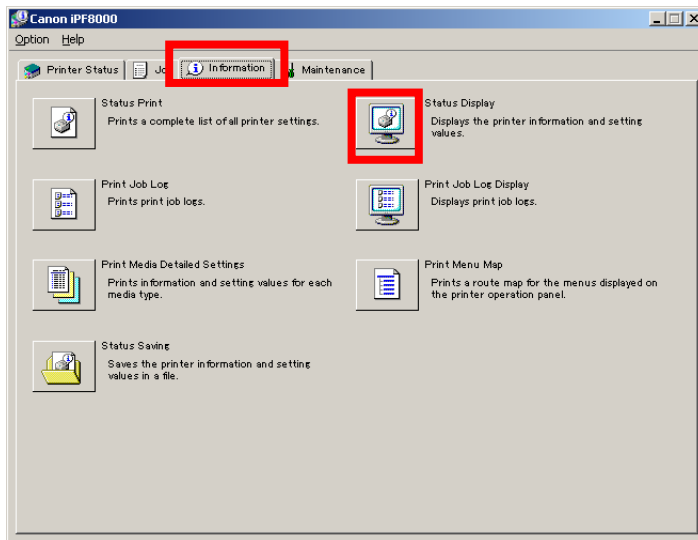 Canon iPF8000
Option Help
Printer Status Jo Information Maintenance
Status Print
Prints a complete list of all printer settings.
Status Display
Displays the printer information and setting
values.
Print Job Log
Prints print job logs.
Print Job Log Display
Displays print job logs.
Print Media Detailed Settings
Prints information and setting values for each
media type.
Print Menu Map
Prints a route map for the menus displayed on
the printer operation panel.
Status Saving
Saves the printer information and setting
values in a file.